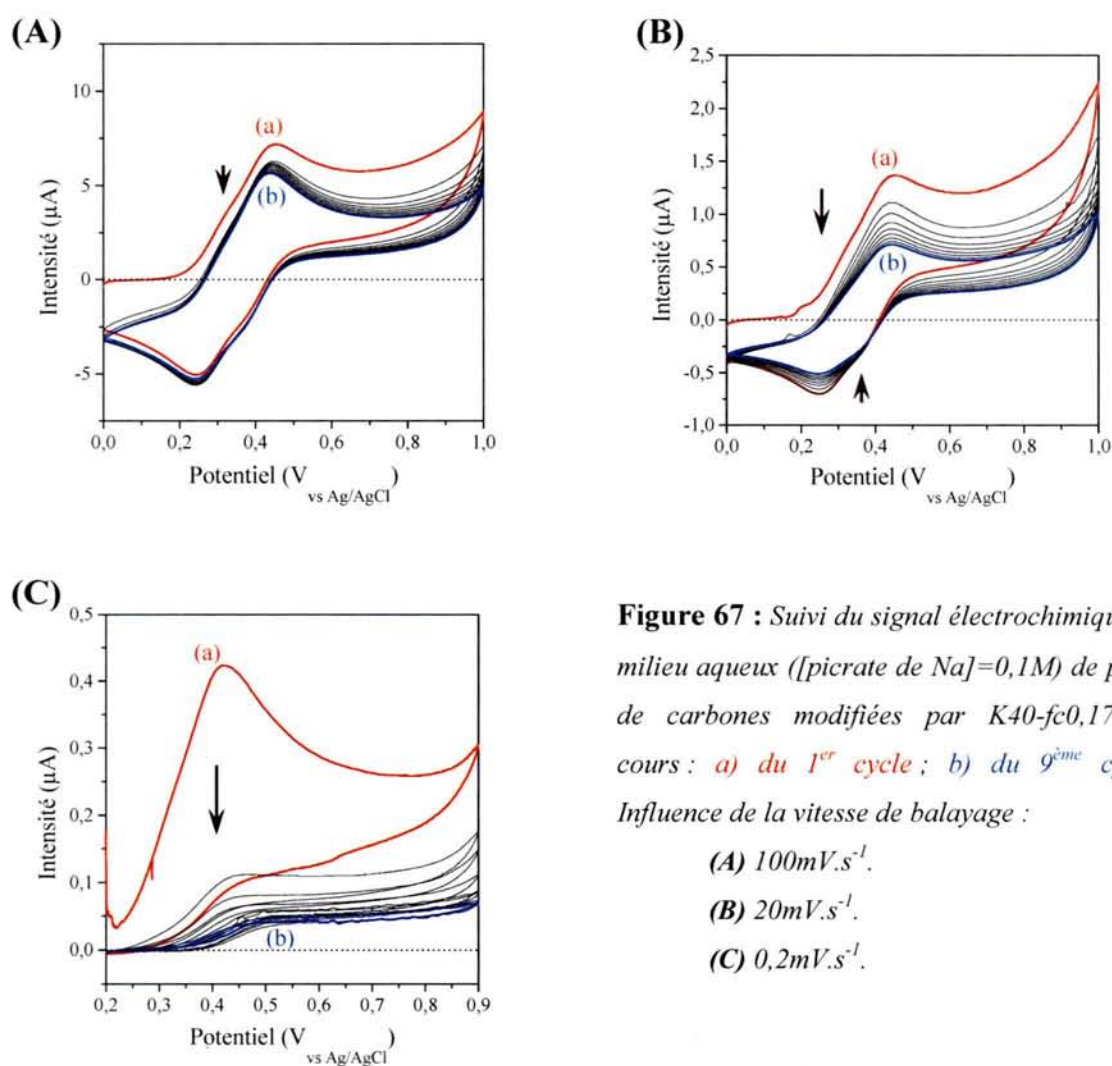 (A)
10
5
0
-5
Intensité (µA)
(a)
(b)
0,0 0,2 0,4 0,6 0,8 1,0
Potentiel (V vs Ag/AgCl)
(B)
2,5
2,0
1,5
1,0
0,5
0,0
-0,5
-1,0
Intensité (µA)
(a)
(b)
0,0 0,2 0,4 0,6 0,8 1,0
Potentiel (V vs Ag/AgCl)
(C)
0,5
0,4
0,3
0,2
0,1
0,0
Intensité (µA)
(a)
(b)
0,2 0,3 0,4 0,5 0,6 0,7 0,8 0,9
Potentiel (V vs Ag/AgCl)
Figure 67 : Suivi du signal électrochimiqu
milieu aqueux ([picrate de Na]=0,1M) de p
de carbones modifiées par K40-fc0,17
cours : a) du 1er cycle ; b) du 9ème c
Influence de la vitesse de balayage :
(A) 100mV.s-1.
(B) 20mV.s-1.
(C) 0,2mV.s-1.